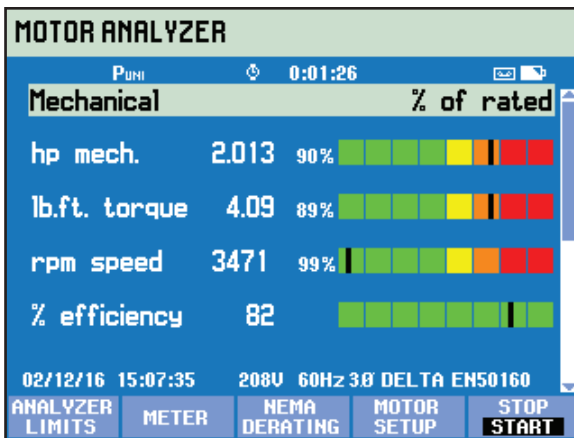 MOTOR ANALYZER
PUNI 0:01:26
Mechanical % of rated
hp mech. 2.013 90%
lb.ft. torque 4.09 89%
rpm speed 3471 99%
% efficiency 82
02/12/16 15:07:35 208V 60Hz 3Ø DELTA EN50160
ANALYZER LIMITS METER NEMA DERATING MOTOR SETUP STOP START